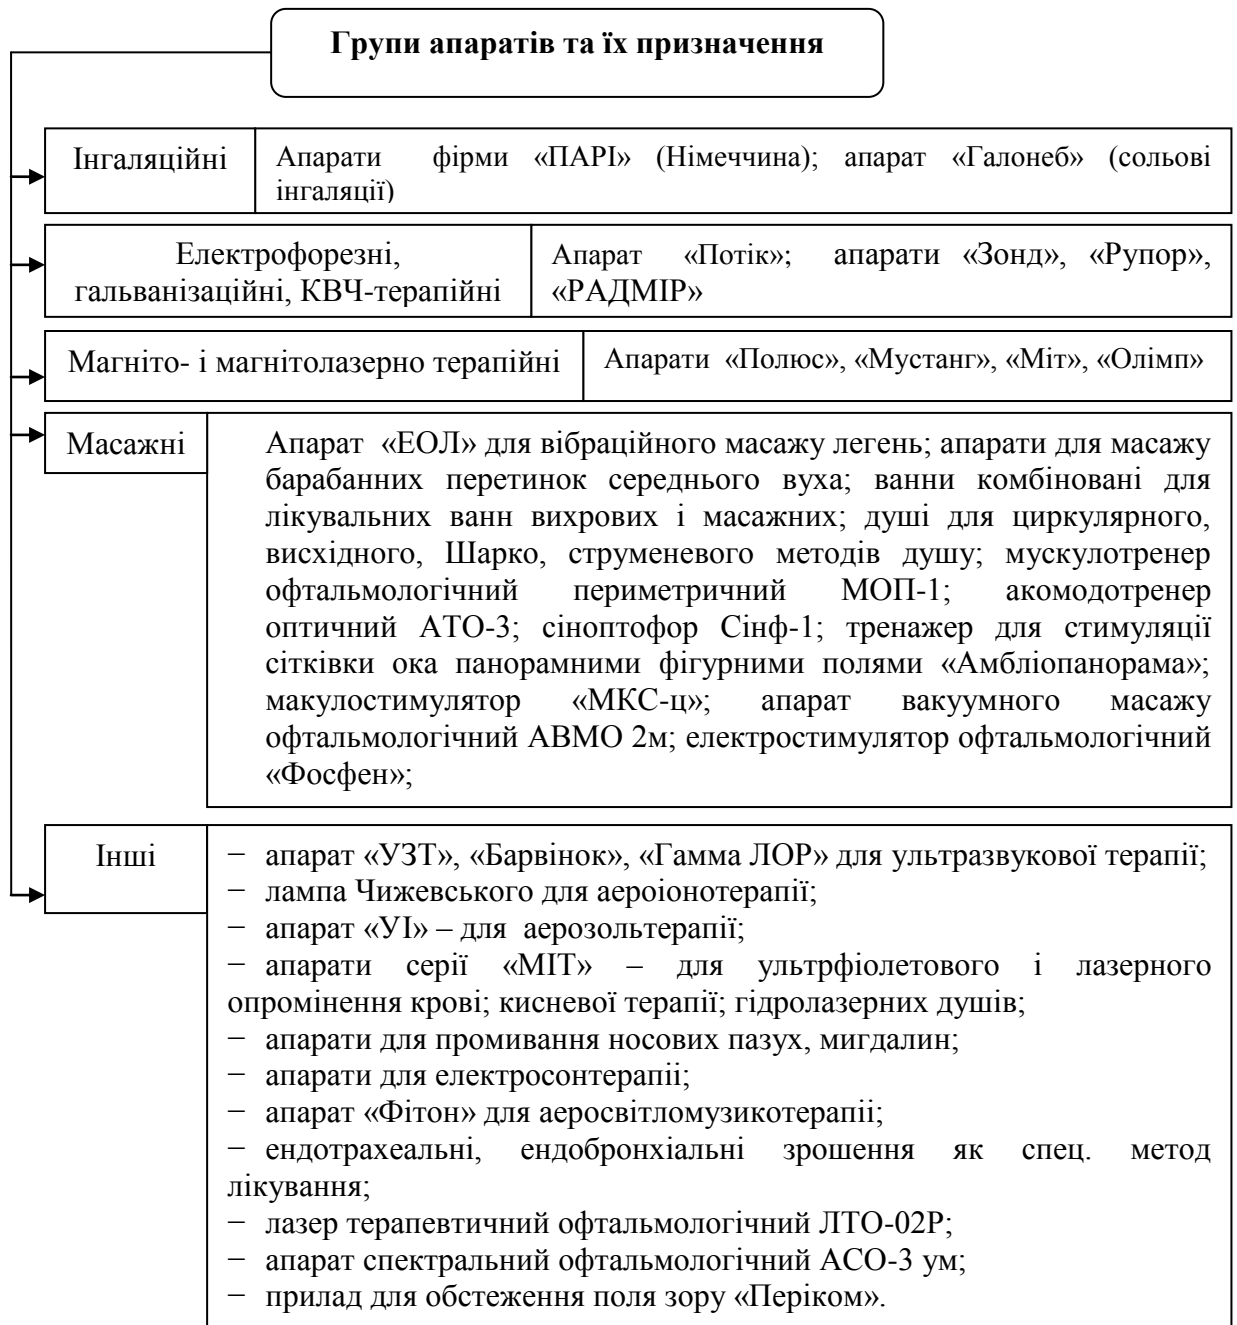 Групи апаратів та їх призначення
Інгаляційні
Апарати фірми «ПАРІ» (Німеччина); апарат «Галонеб» (сольові
інгаляції)
Електрофорезні,
гальванізаційні, КВЧ-терапійні
Апарат «Потік»; апарати «Зонд», «Рупор»,
«РАДМІР»
Магніто- і магнітолазерно терапійні
Апарати «Полюс», «Мустанг», «Міт», «Олімп»
Масажні
Апарат «ЕОЛ» для вібраційного масажу легень; апарати для масажу
барабанних перетинок середнього вуха; ванни комбіновані для
лікувальних ванн вихрових і масажних; душі для циркулярного,
висхідного, Шарко, струменевого методів душу; мускулотренер
офтальмологічний периметричний МОП-1; акомодотренер
оптичний АТО-3; сіноптофор Сінф-1; тренажер для стимуляції
сітківки ока панорамними фігурними полями «Амбліопанорама»;
макулостимулятор «МКС-ц»; апарат вакуумного масажу
офтальмологічний АВМО 2м; електростимулятор офтальмологічний
«Фосфен»;
Інші
− апарат «УЗТ», «Барвінок», «Гамма ЛОР» для ультразвукової терапії;
− лампа Чижевського для аероіонотерапії;
− апарат «УІ» – для аерозольтерапії;
− апарати серії «МІТ» – для ультрфіолетового і лазерного
опромінення крові; кисневої терапії; гідролазерних душів;
− апарати для промивання носових пазух, мигдалин;
− апарати для електросонтерапіі;
− апарат «Фітон» для аеросвітломузикотерапіі;
− ендотрахеальні, ендобронхіальні зрошення як спец. метод
лікування;
− лазер терапевтичний офтальмологічний ЛТО-02Р;
− апарат спектральний офтальмологічний АСО-3 ум;
− прилад для обстеження поля зору «Періком».